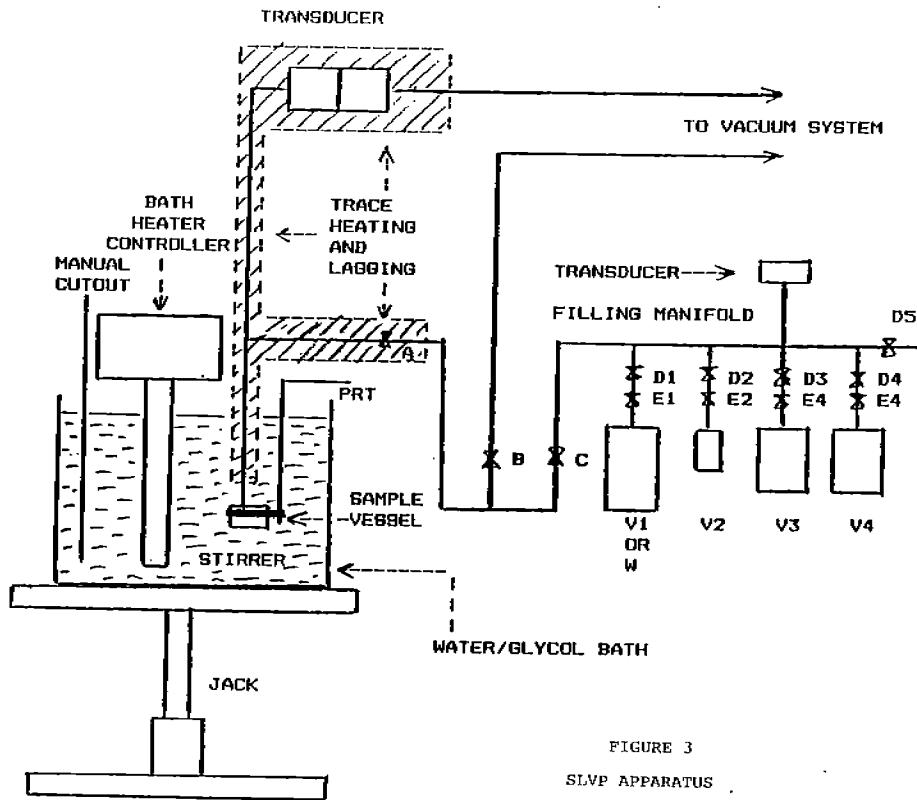 TRANSDUCER
TO VACUUM SYSTEM
BATH
HEATER
CONTROLLER
TRACE
HEATING
AND
LAGGING
MANUAL
CUTOUT
TRANSDUCER
FILLING MANIFOLD
D5
A
PRT
D1
E1
D2
E2
D3
E4
D4
E4
B
C
SAMPLE
VESSEL
STIRRER
V1
OR
W
V2
V3
V4
WATER/GLYCOL BATH
JACK
FIGURE 3
SLVP APPARATUS